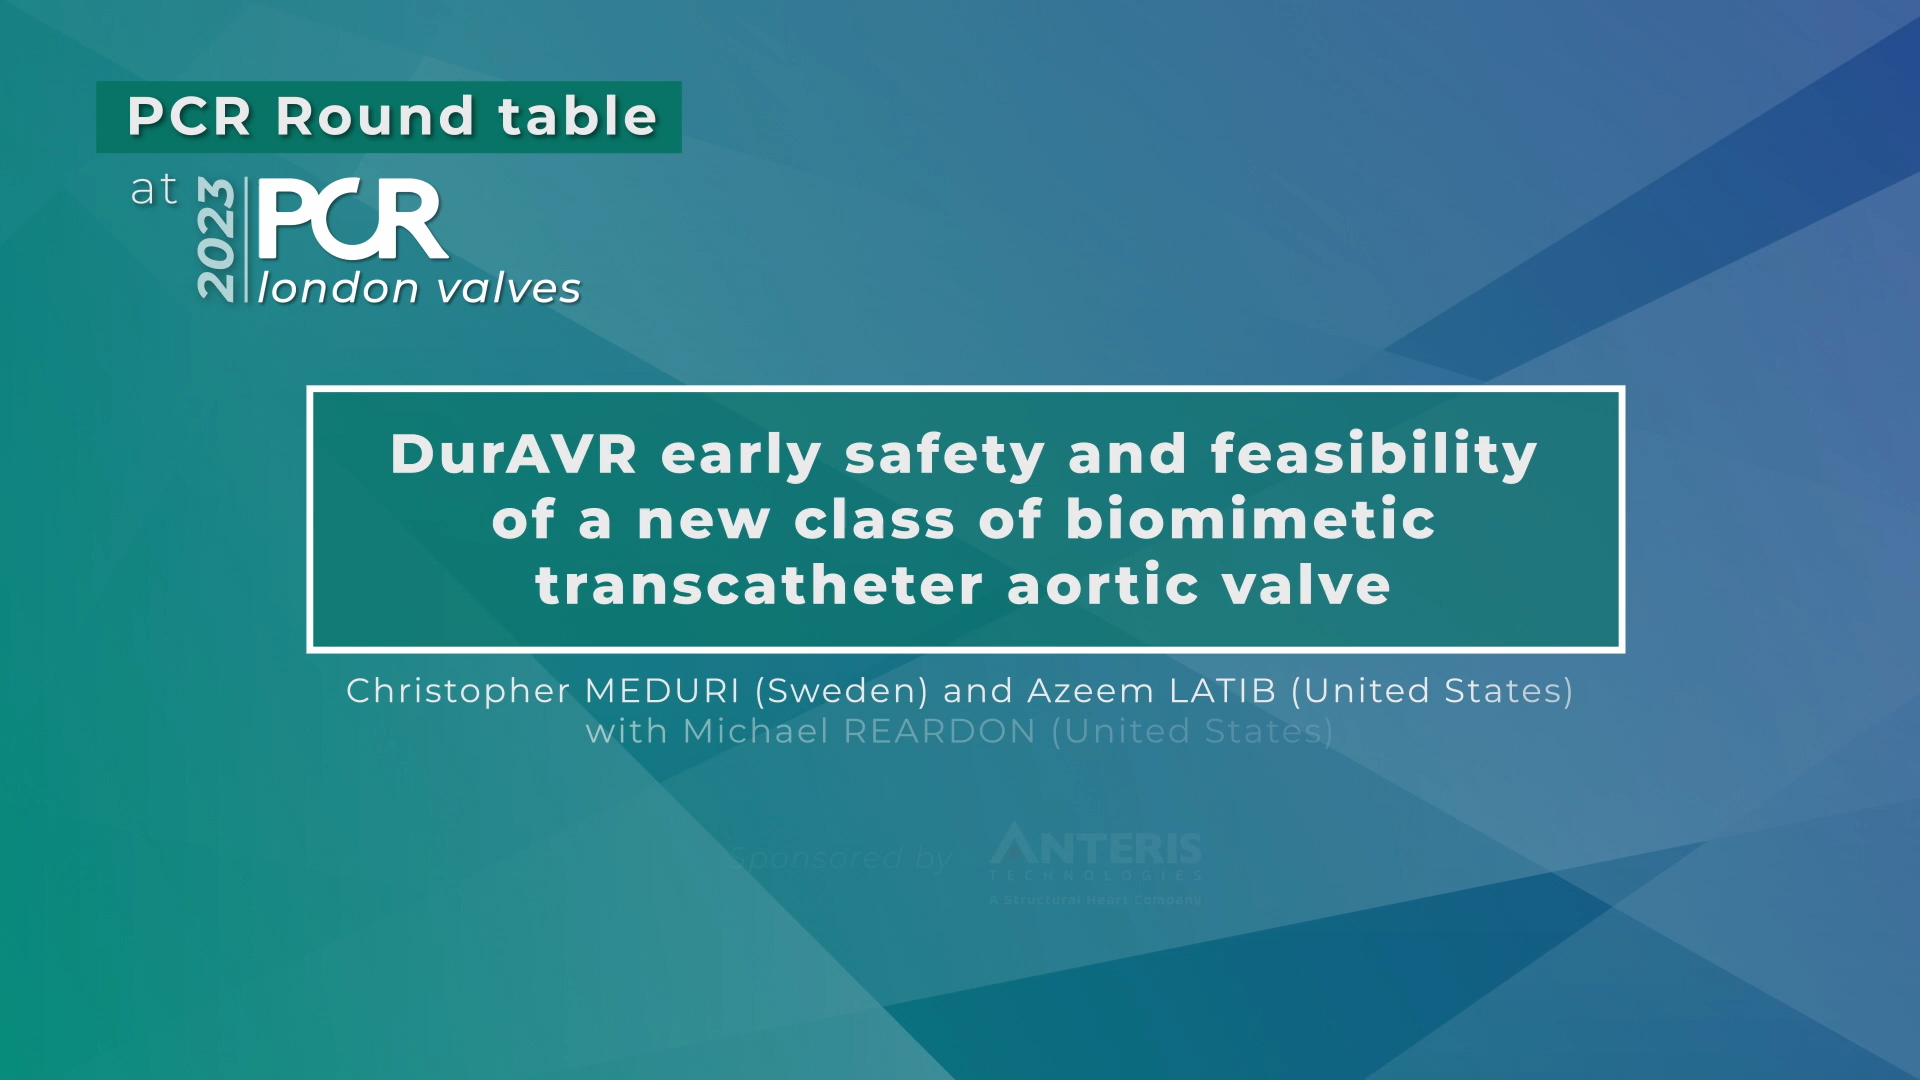 PCR Round table
at 2023 PCR
london valves
DurAVR early safety and feasibility
of a new class of biomimetic
transcatheter aortic valve
Christopher MEDURI (Sweden) and Azeem LATIB (United States)
with Michael REARDON (United States)
Sponsored by ANTERIS
TECHNOLOGIES
A Structural Heart Company